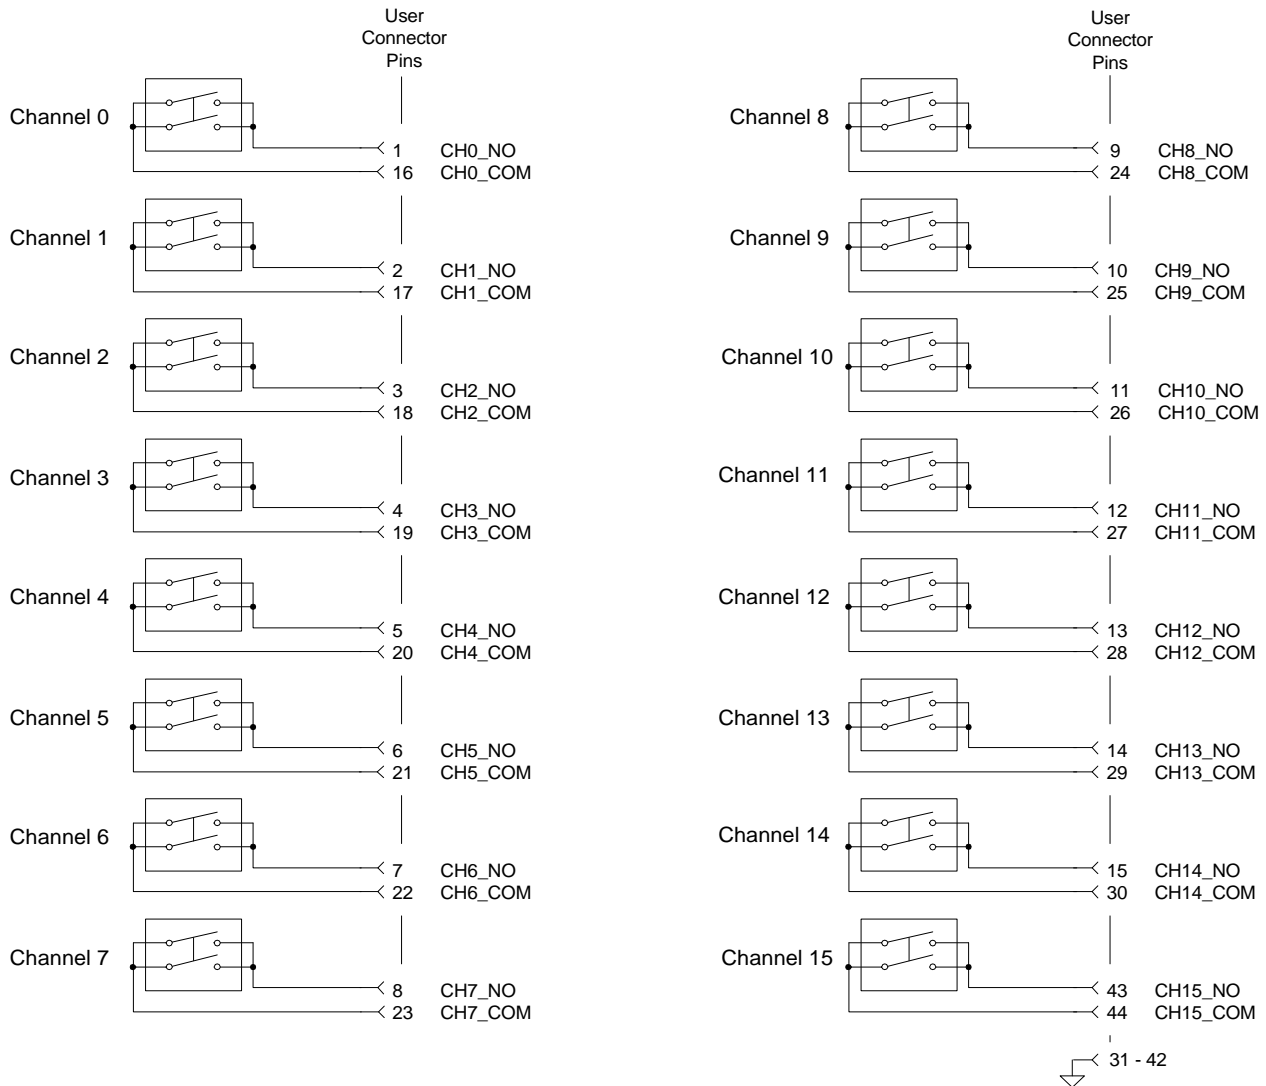 User
Connector
Pins
Channel 0
1 CH0_NO
16 CH0_COM
Channel 1
2 CH1_NO
17 CH1_COM
Channel 2
3 CH2_NO
18 CH2_COM
Channel 3
4 CH3_NO
19 CH3_COM
Channel 4
5 CH4_NO
20 CH4_COM
Channel 5
6 CH5_NO
21 CH5_COM
Channel 6
7 CH6_NO
22 CH6_COM
Channel 7
8 CH7_NO
23 CH7_COM
User
Connector
Pins
Channel 8
9 CH8_NO
24 CH8_COM
Channel 9
10 CH9_NO
25 CH9_COM
Channel 10
11 CH10_NO
26 CH10_COM
Channel 11
12 CH11_NO
27 CH11_COM
Channel 12
13 CH12_NO
28 CH12_COM
Channel 13
14 CH13_NO
29 CH13_COM
Channel 14
15 CH14_NO
30 CH14_COM
Channel 15
43 CH15_NO
44 CH15_COM
31 - 42